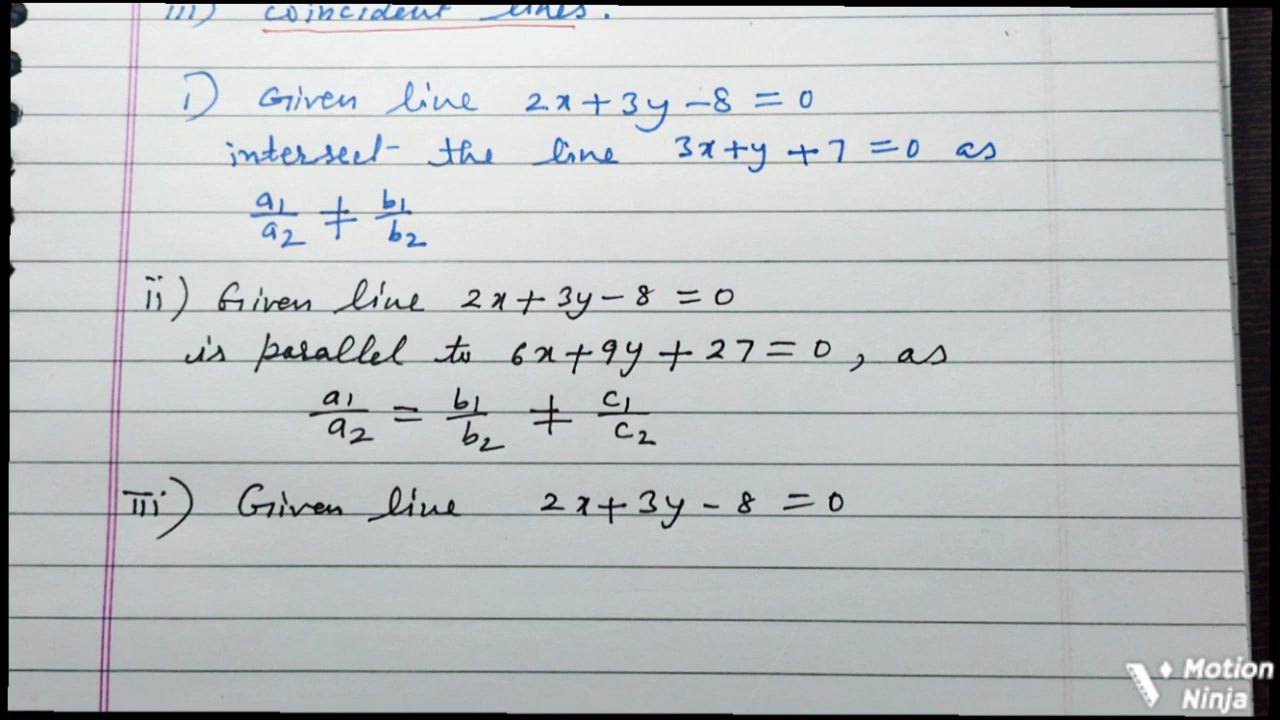 iii) coincident lines.
i) Given line 2x + 3y - 8 = 0
intersect the line 3x + y + 7 = 0 as
a1/a2 ≠ b1/b2
ii) Given line 2x + 3y - 8 = 0
is parallel to 6x + 9y + 27 = 0, as
a1/a2 = b1/b2 ≠ c1/c2
iii) Given line 2x + 3y - 8 = 0
Motion
Ninja